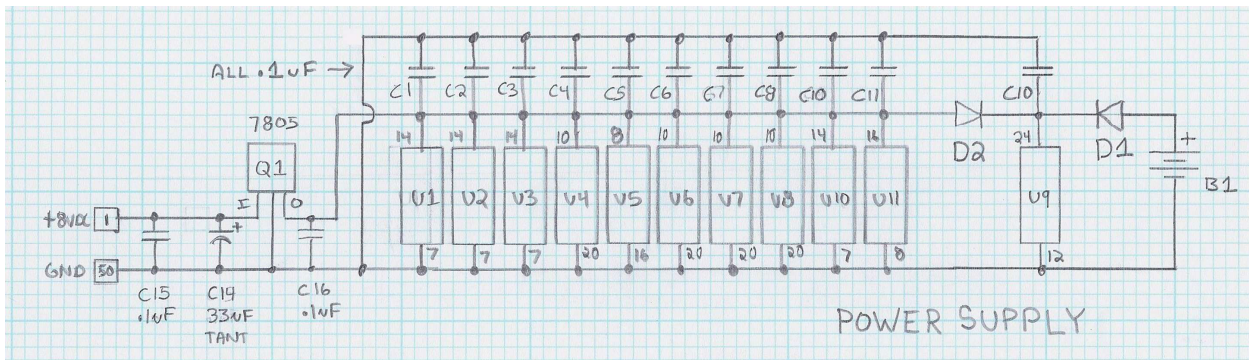 ALL .1uF →
C1 C2 C3 C4 C5 C6 C7 C8 C10 C11 C10
7805
Q1
I O
14 14 14 10 8 10 10 10 14 16 24
D2 D1
+
B1
U1 U2 U3 U4 U5 U6 U7 U8 U10 U11 U9
7 7 7 20 16 20 20 20 7 8 12
+8VDC 1
+
GND 50
C15 C14 C16
.1uF 33uF .1uF
TANT
POWER SUPPLY